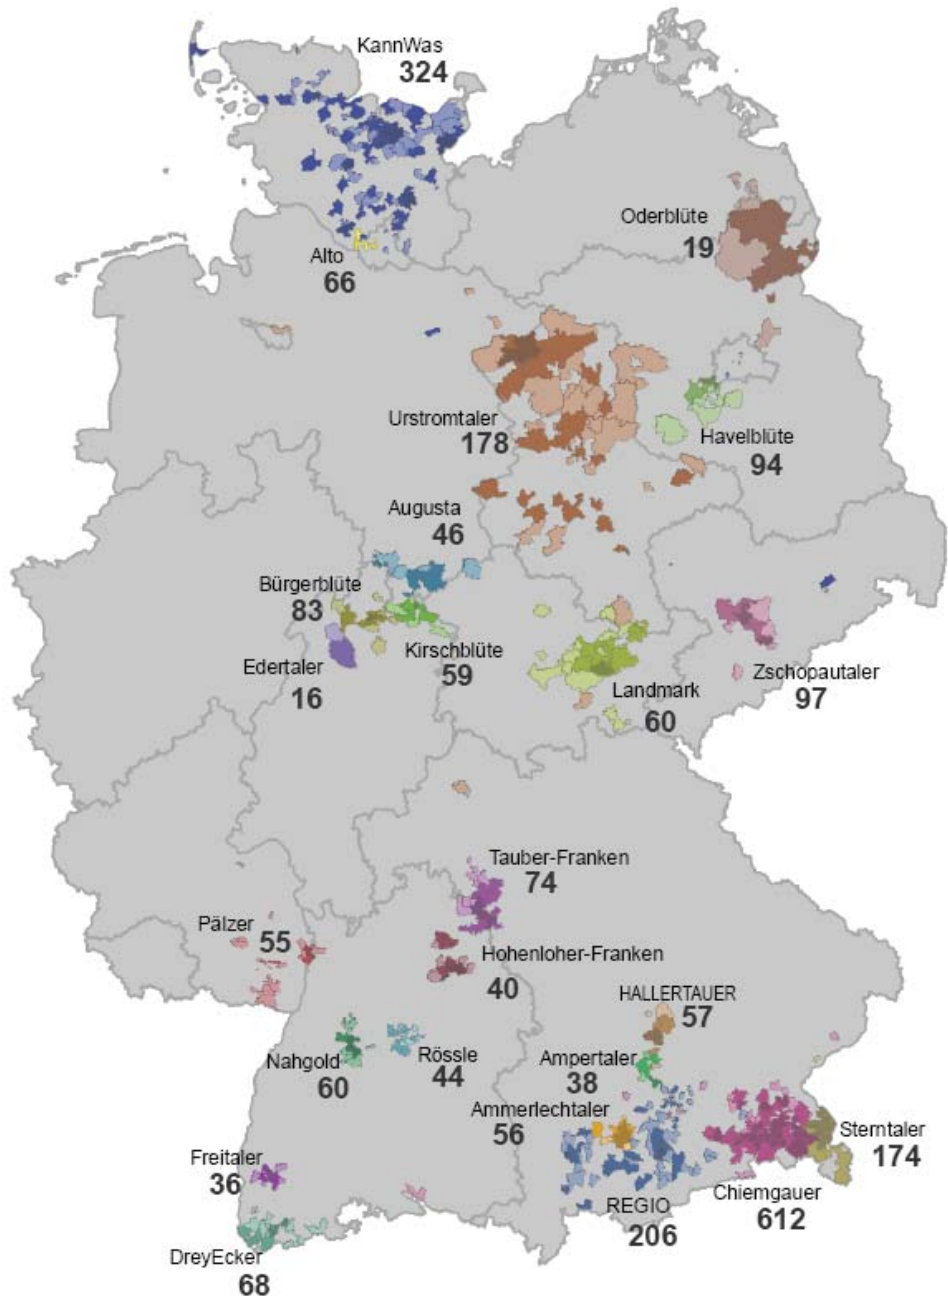 KannWas
324
Oderblüte
19
Alto
66
Urstromtaler
178
Havelblüte
94
Augusta
46
Bürgerblüte
83
Kirschblüte
59
Edertaler
16
Landmark
60
Zschopautaler
97
Tauber-Franken
74
Pälzer
55
Hohenloher-Franken
40
HALLERTAUER
57
Nahgold
60
Rössle
44
Ampertaler
38
Ammerlechtaler
56
Sterntaler
174
Freitaler
36
Chiemgauer
612
REGIO
206
DreyEcker
68